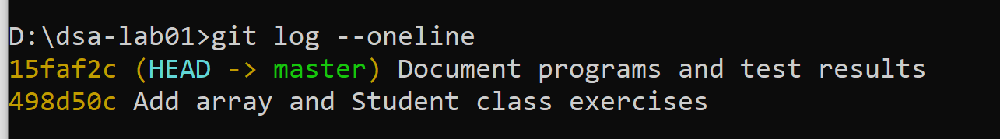 D:\dsa-lab01>git log --oneline
15faf2c (HEAD -> master) Document programs and test results
498d50c Add array and Student class exercises